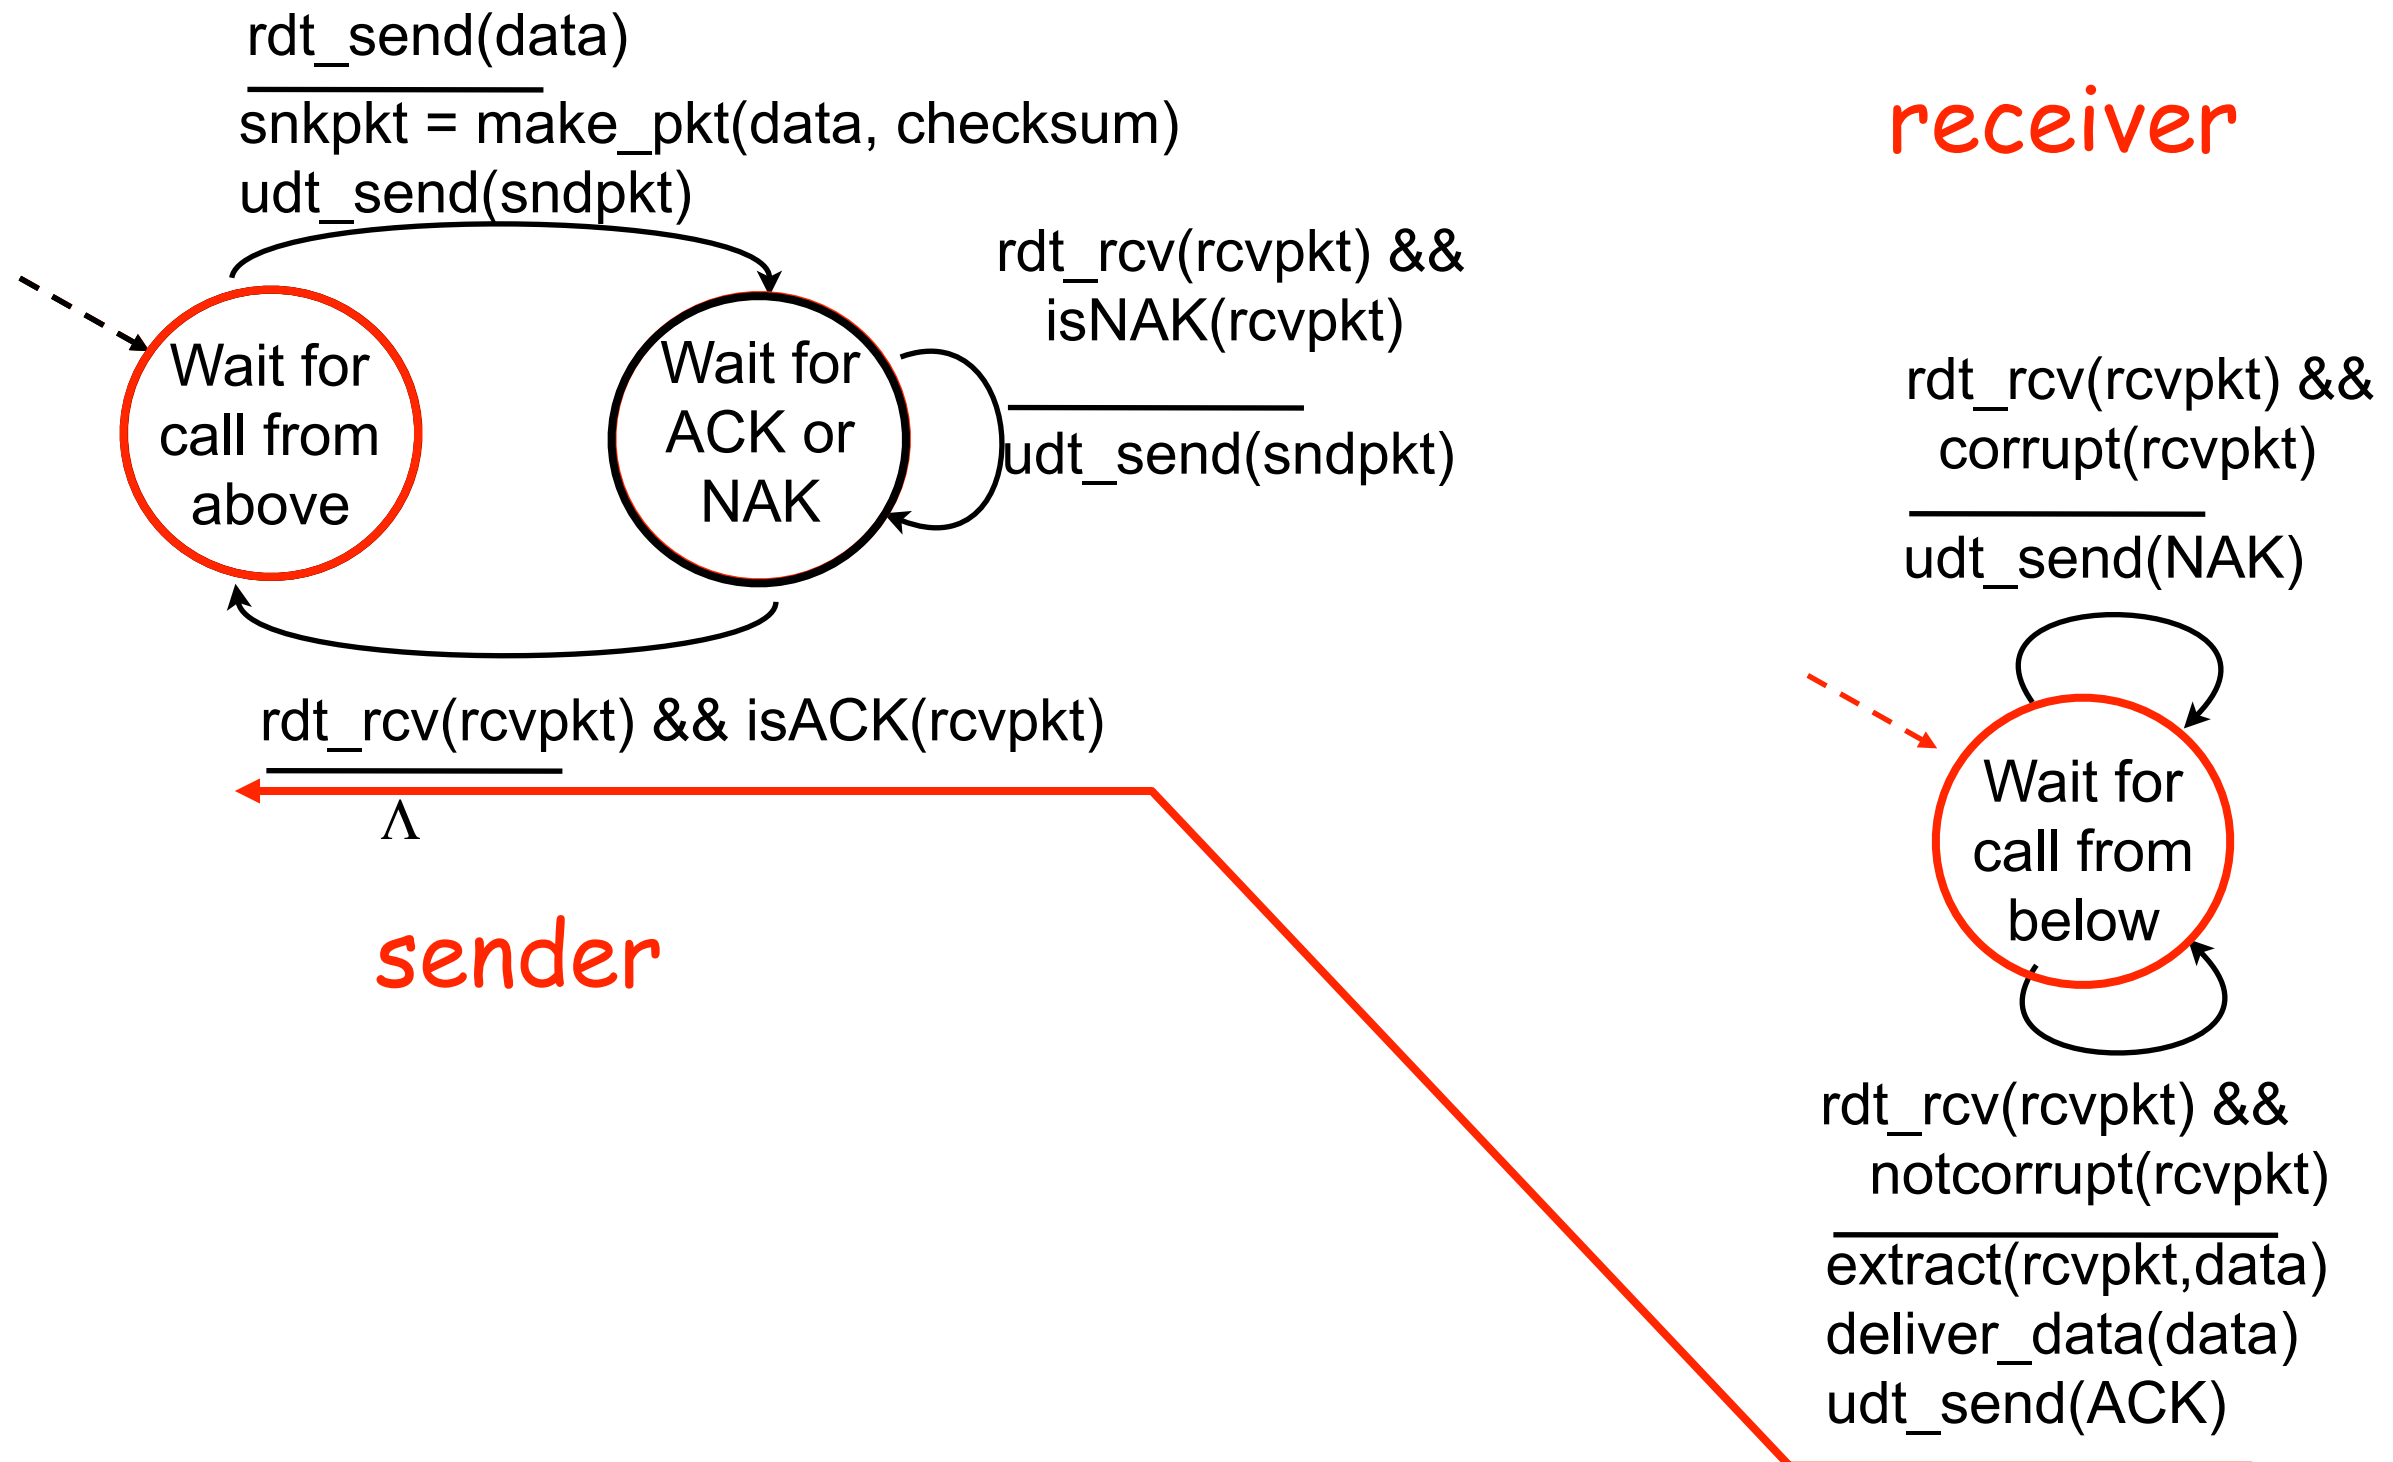 rdt_send(data)
snkpkt = make_pkt(data, checksum)
udt_send(sndpkt)
receiver
rdt_rcv(rcvpkt) &&
isNAK(rcvpkt)
udt_send(sndpkt)
Wait for
call from
above
Wait for
ACK or
NAK
rdt_rcv(rcvpkt) &&
corrupt(rcvpkt)
udt_send(NAK)
rdt_rcv(rcvpkt) && isACK(rcvpkt)
Λ
sender
Wait for
call from
below
rdt_rcv(rcvpkt) &&
notcorrupt(rcvpkt)
extract(rcvpkt,data)
deliver_data(data)
udt_send(ACK)